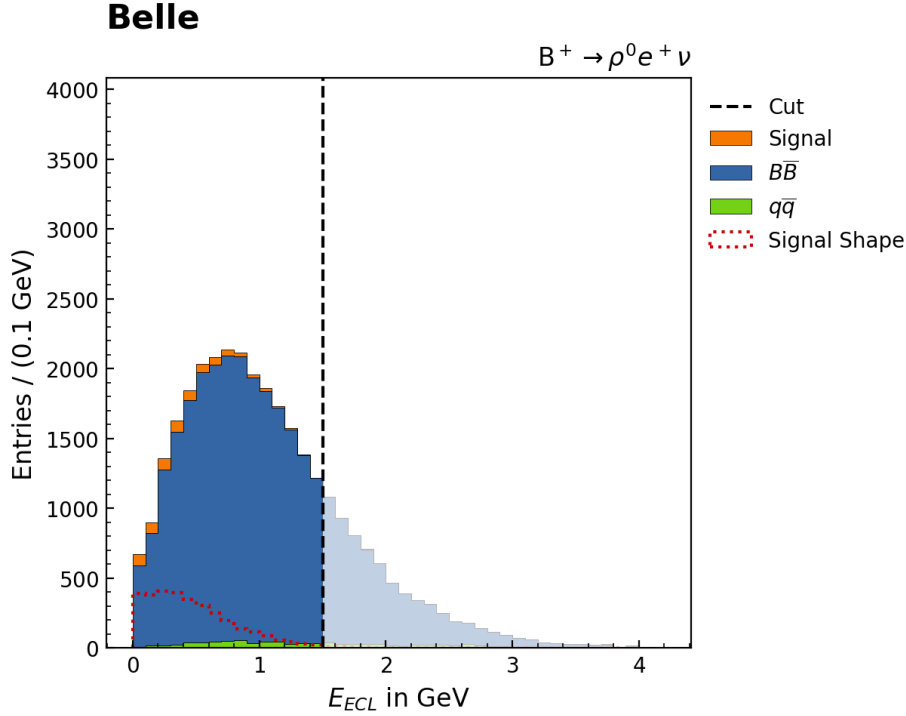 Belle
B⁺ → ρ⁰e⁺ν
4000
3500
3000
2500
2000
1500
1000
500
0
Entries / (0.1 GeV)
0 1 2 3 4
E_ECL in GeV
Cut
Signal
BB̅
qq̅
Signal Shape